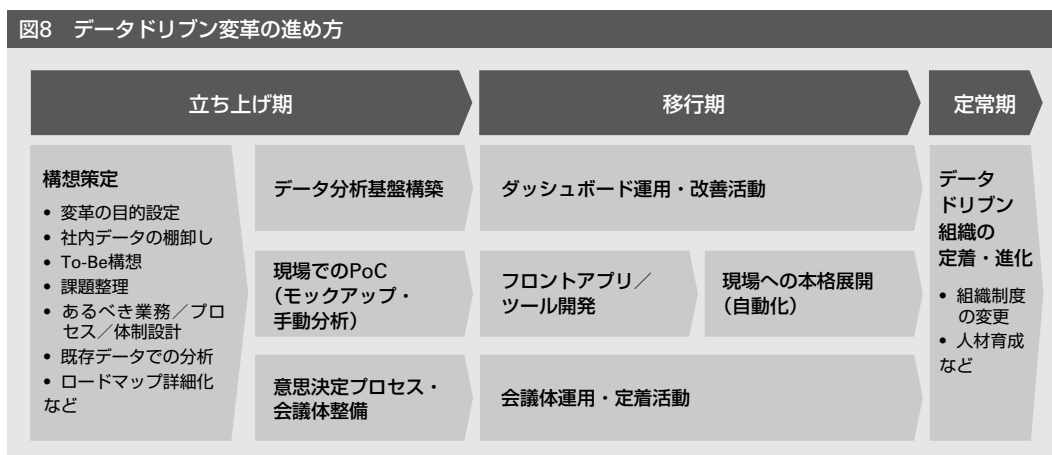 図8　データドリブン変革の進め方
立ち上げ期
移行期
定常期
構想策定
• 変革の目的設定
• 社内データの棚卸し
• To-Be構想
• 課題整理
• あるべき業務／プロ
セス／体制設計
• 既存データでの分析
• ロードマップ詳細化
など
データ分析基盤構築
現場でのPoC
（モックアップ・
手動分析）
意思決定プロセス・
会議体整備
ダッシュボード運用・改善活動
フロントアプリ／
ツール開発
現場への本格展開
（自動化）
会議体運用・定着活動
データ
ドリブン
組織の
定着・進化
• 組織制度
の変更
• 人材育成
など